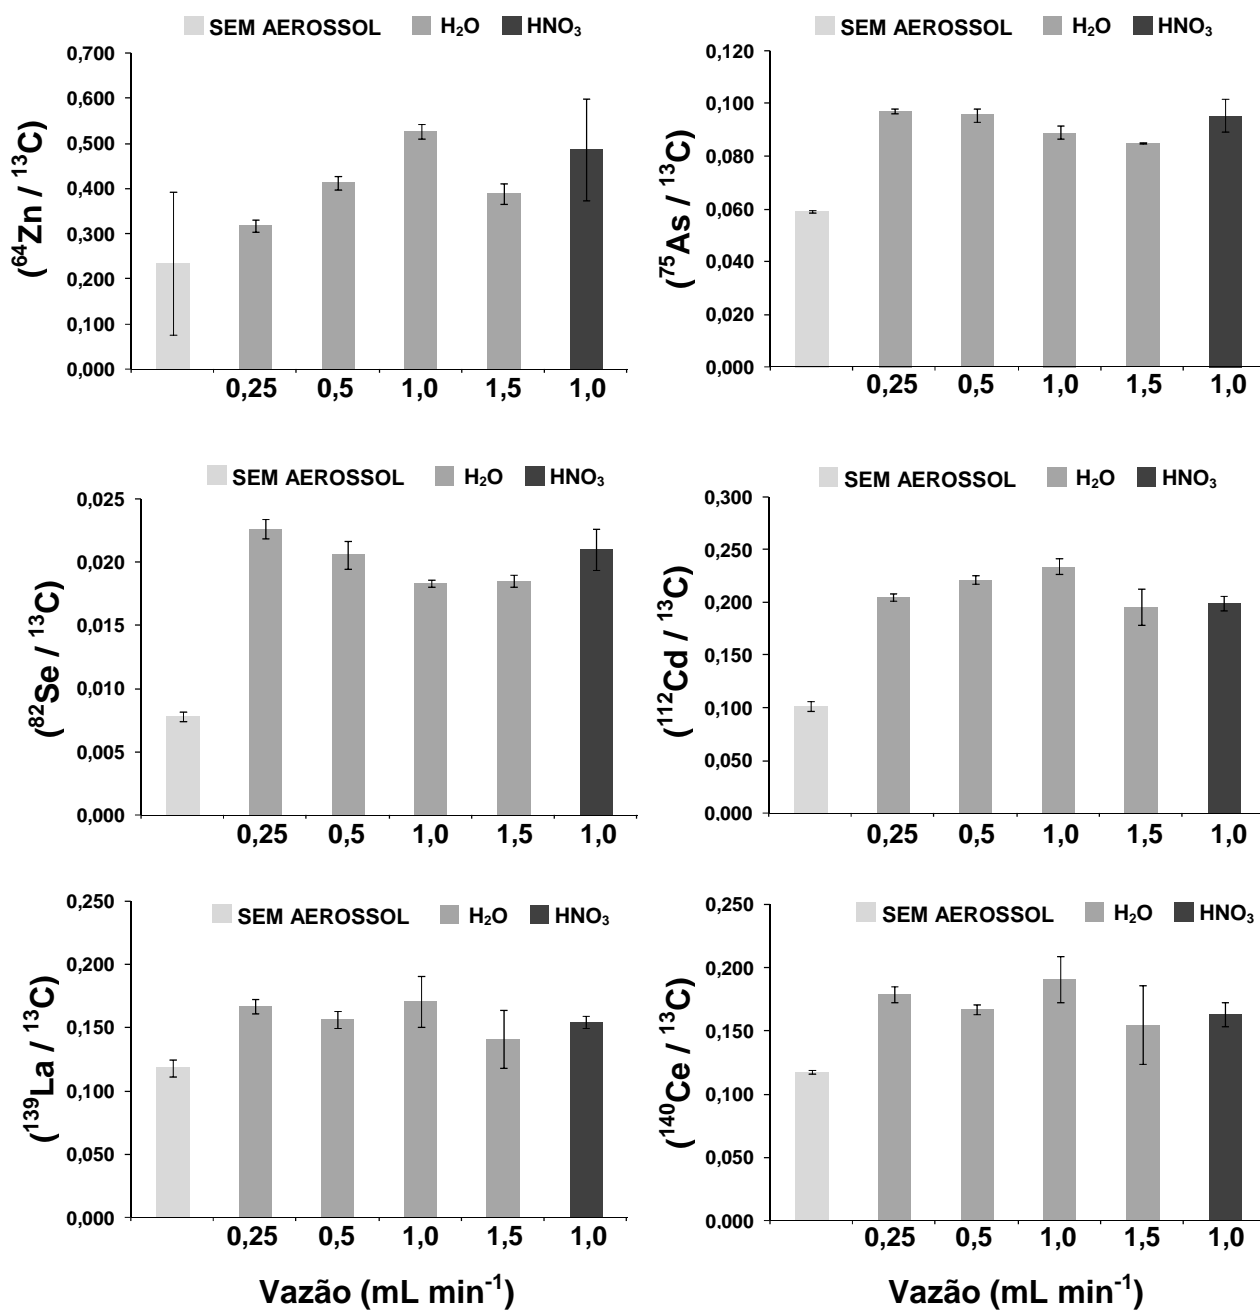 SEM AEROSSOL H₂O HNO₃
0,700
0,600
0,500
0,400
0,300
0,200
0,100
0,000
(⁶⁴Zn / ¹³C)
0,25 0,5 1,0 1,5 1,0
SEM AEROSSOL H₂O HNO₃
0,120
0,100
0,080
0,060
0,040
0,020
0,000
(⁷⁵As / ¹³C)
0,25 0,5 1,0 1,5 1,0
SEM AEROSSOL H₂O HNO₃
0,025
0,020
0,015
0,010
0,005
0,000
(⁸²Se / ¹³C)
0,25 0,5 1,0 1,5 1,0
SEM AEROSSOL H₂O HNO₃
0,300
0,250
0,200
0,150
0,100
0,050
0,000
(¹¹²Cd / ¹³C)
0,25 0,5 1,0 1,5 1,0
SEM AEROSSOL H₂O HNO₃
0,250
0,200
0,150
0,100
0,050
0,000
(¹³⁹La / ¹³C)
0,25 0,5 1,0 1,5 1,0
Vazão (mL min⁻¹)
SEM AEROSSOL H₂O HNO₃
0,250
0,200
0,150
0,100
0,050
0,000
(¹⁴⁰Ce / ¹³C)
0,25 0,5 1,0 1,5 1,0
Vazão (mL min⁻¹)